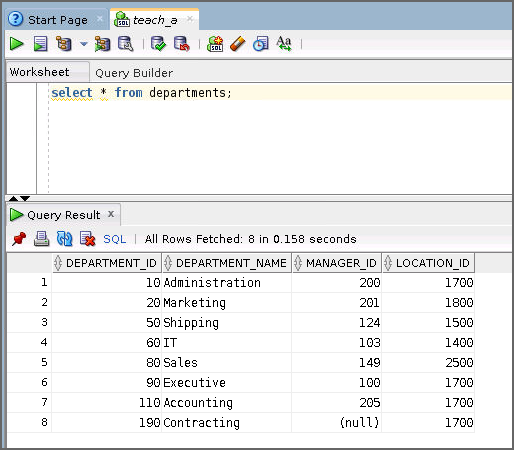 Start Page teach_a
Worksheet Query Builder
select * from departments;
Query Result x
SQL | All Rows Fetched: 8 in 0.158 seconds
DEPARTMENT_ID DEPARTMENT_NAME MANAGER_ID LOCATION_ID
1 10 Administration 200 1700
2 20 Marketing 201 1800
3 50 Shipping 124 1500
4 60 IT 103 1400
5 80 Sales 149 2500
6 90 Executive 100 1700
7 110 Accounting 205 1700
8 190 Contracting (null) 1700